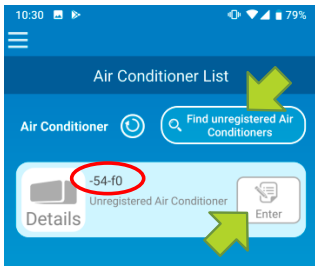 10:30 79%
Air Conditioner List
Air Conditioner
Find unregistered Air
Conditioners
-54-f0
Unregistered Air Conditioner
Details
Enter